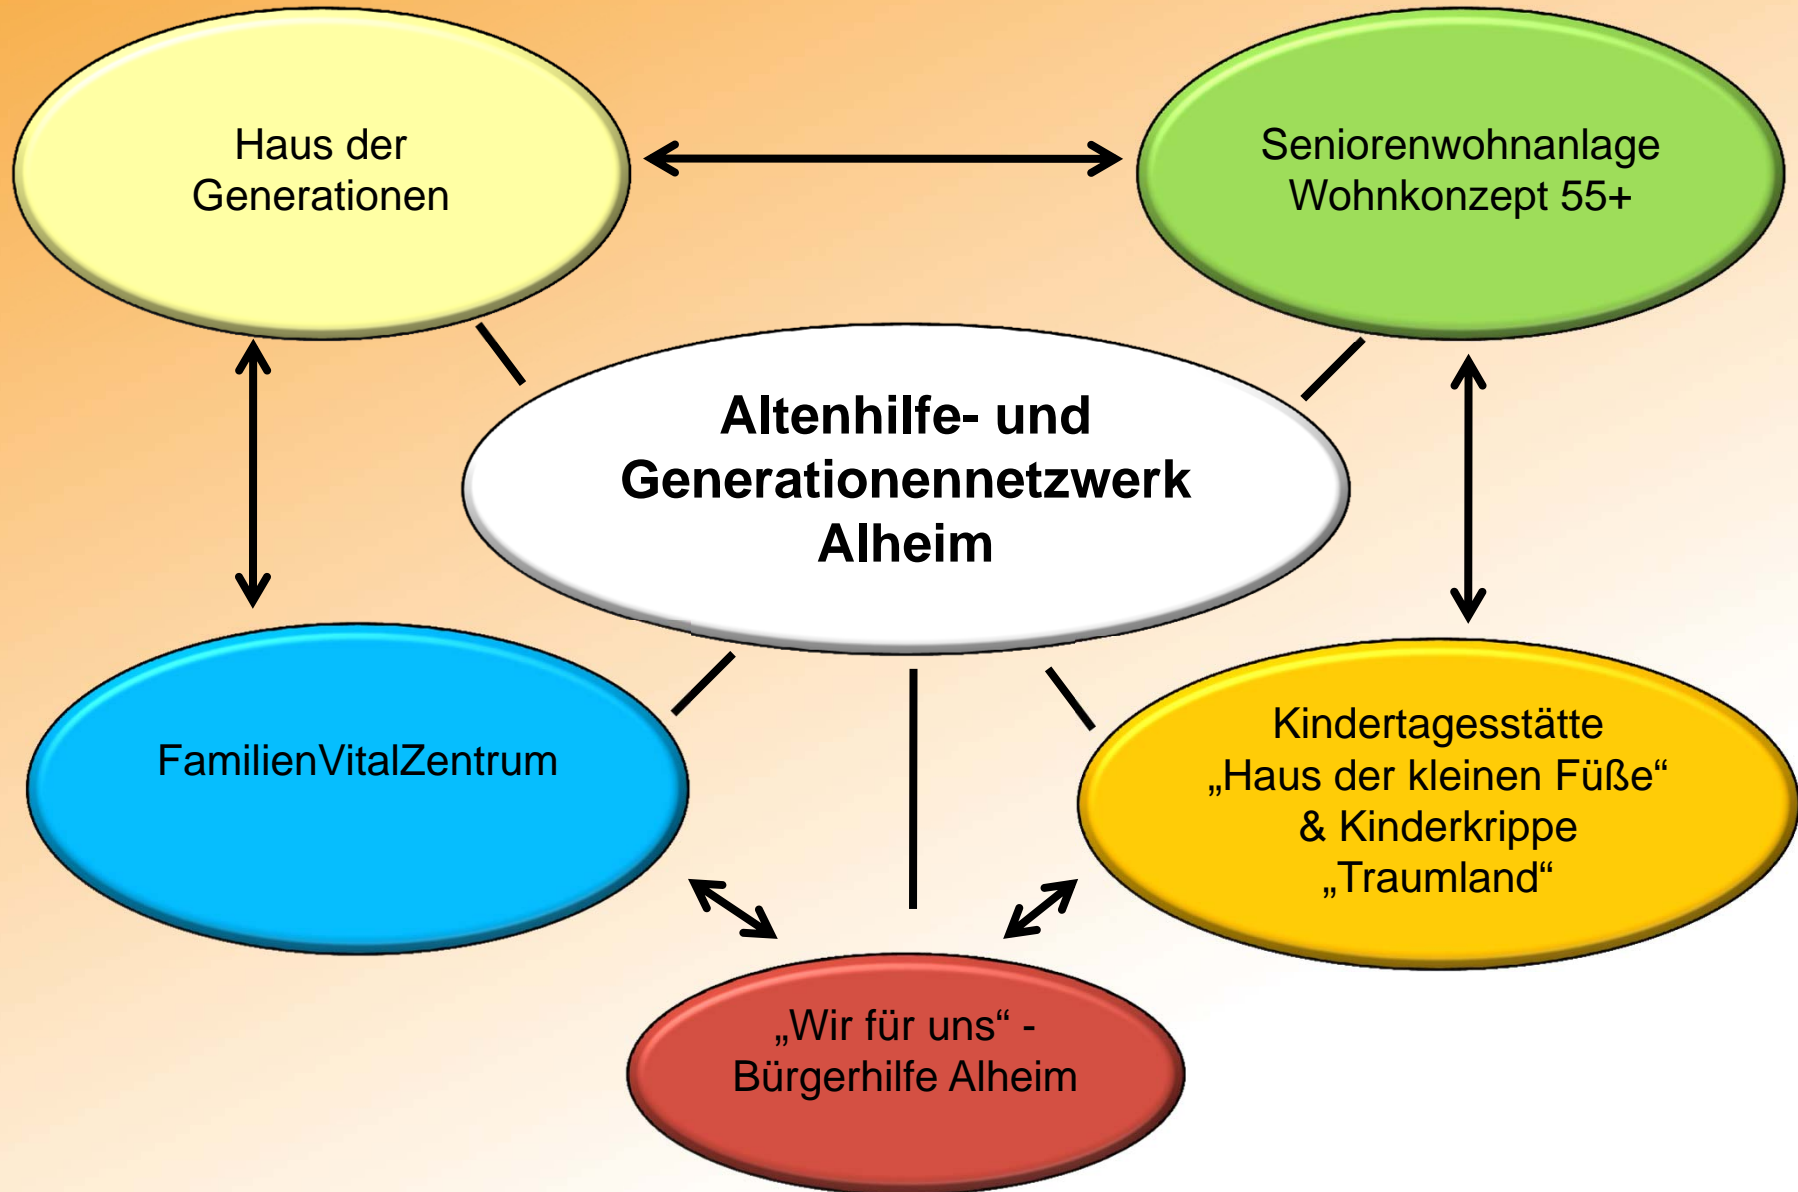 Haus der
Generationen
Seniorenwohnanlage
Wohnkonzept 55+
Altenhilfe- und
Generationennetzwerk
Alheim
FamilienVitalZentrum
Kindertagesstätte
„Haus der kleinen Füße“
& Kinderkrippe
„Traumland“
„Wir für uns“ -
Bürgerhilfe Alheim